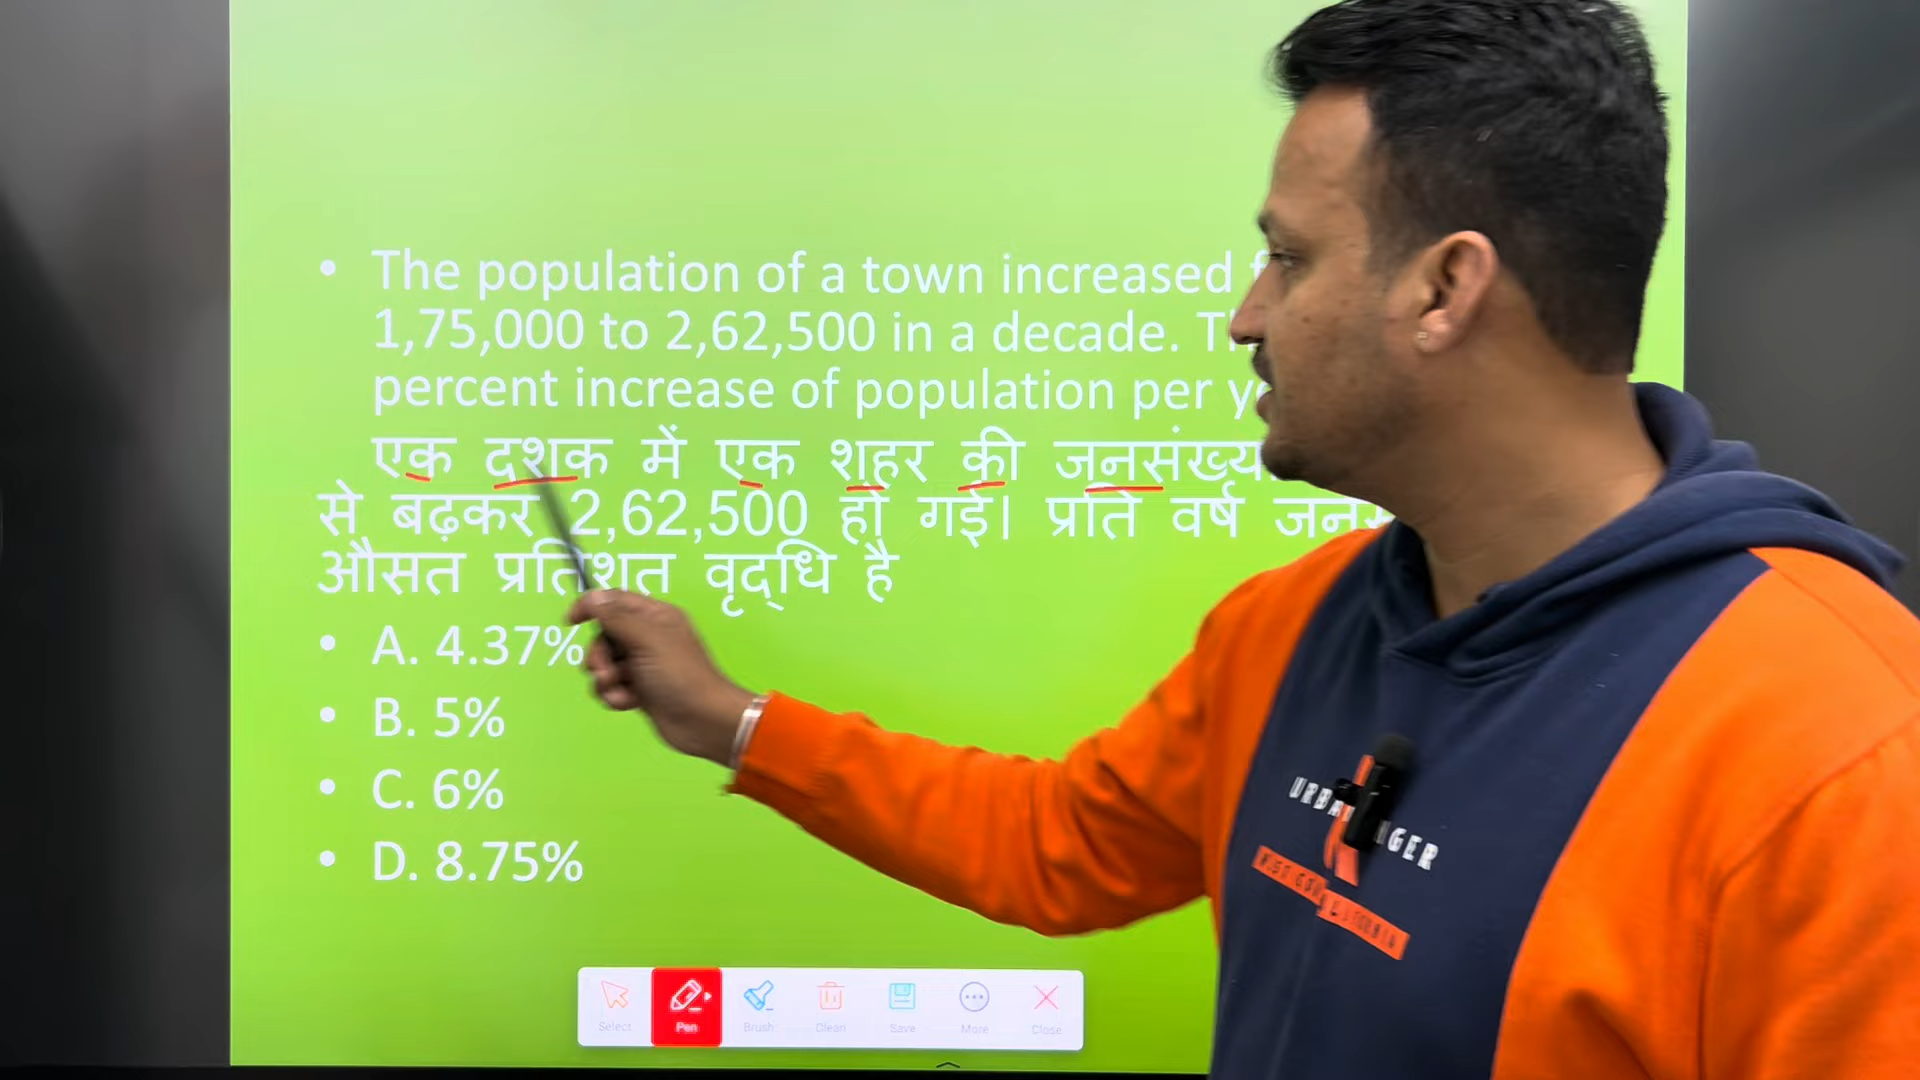 • The population of a town increased
1,75,000 to 2,62,500 in a decade.
percent increase of population per
एक दशक में एक शहर की
से बढ़कर 2,62,500 हो गई। प्रति वर्ष
औसत प्रतिशत वृद्धि है
• A. 4.37%
• B. 5%
• C. 6%
• D. 8.75%
Select Pen Brush Clean Save More Close